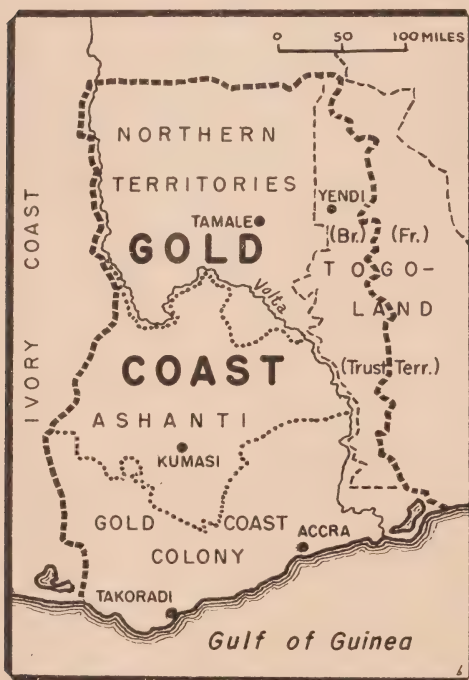 0 50 100 MILES
NORTHERN
TERRITORIES
YENDI
TAMALE
(Br.) (Fr.)
GOLD
TOGO-
LAND
Volta
IVORY COAST
COAST
(Trust Terr.)
ASHANTI
KUMASI
GOLD COAST
COLONY
ACCRA
TAKORADI
Gulf of Guinea
b